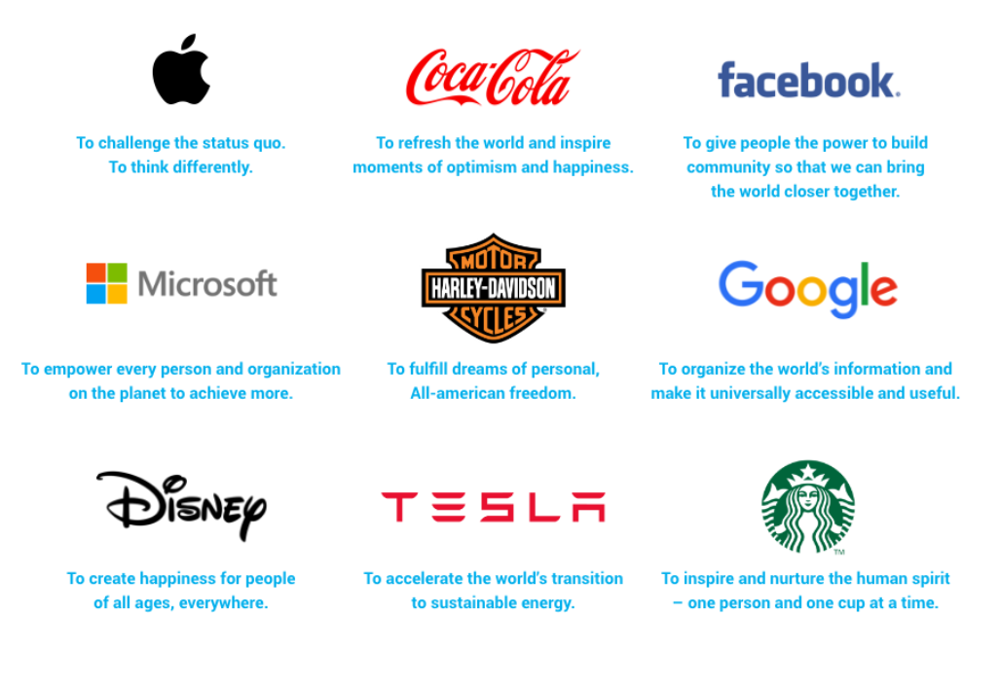 Coca-Cola
facebook.
To challenge the status quo.
To think differently.
To refresh the world and inspire
moments of optimism and happiness.
To give people the power to build
community so that we can bring
the world closer together.
Microsoft
MOTOR
HARLEY-DAVIDSON
CYCLES
Google
To empower every person and organization
on the planet to achieve more.
To fulfill dreams of personal,
All-american freedom.
To organize the world's information and
make it universally accessible and useful.
Disney
TESLA
TM
To create happiness for people
of all ages, everywhere.
To accelerate the world's transition
to sustainable energy.
To inspire and nurture the human spirit
– one person and one cup at a time.